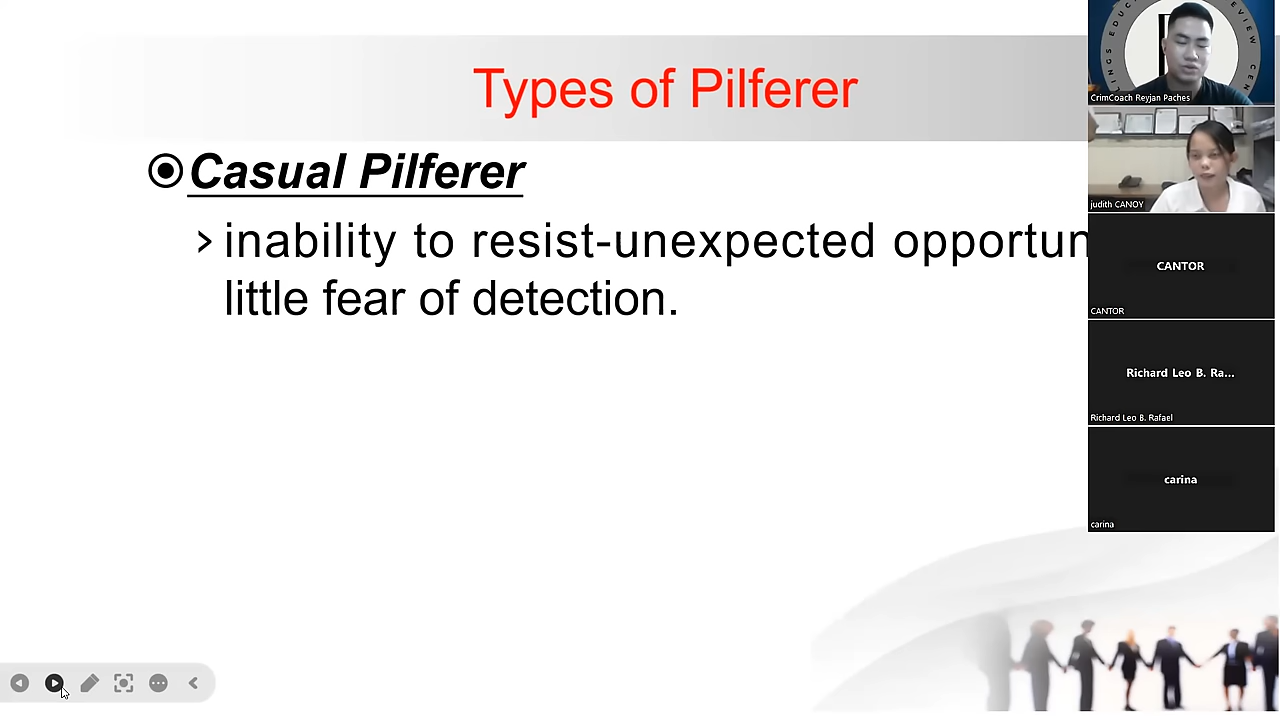 Types of Pilferer
Casual Pilferer
inability to resist-unexpected
little fear of detection.
CrimCoach Reyjan Paches
judith CANOY
CANTOR
CANTOR
Richard Leo B. Ra...
Richard Leo B. Rafael
carina
carina